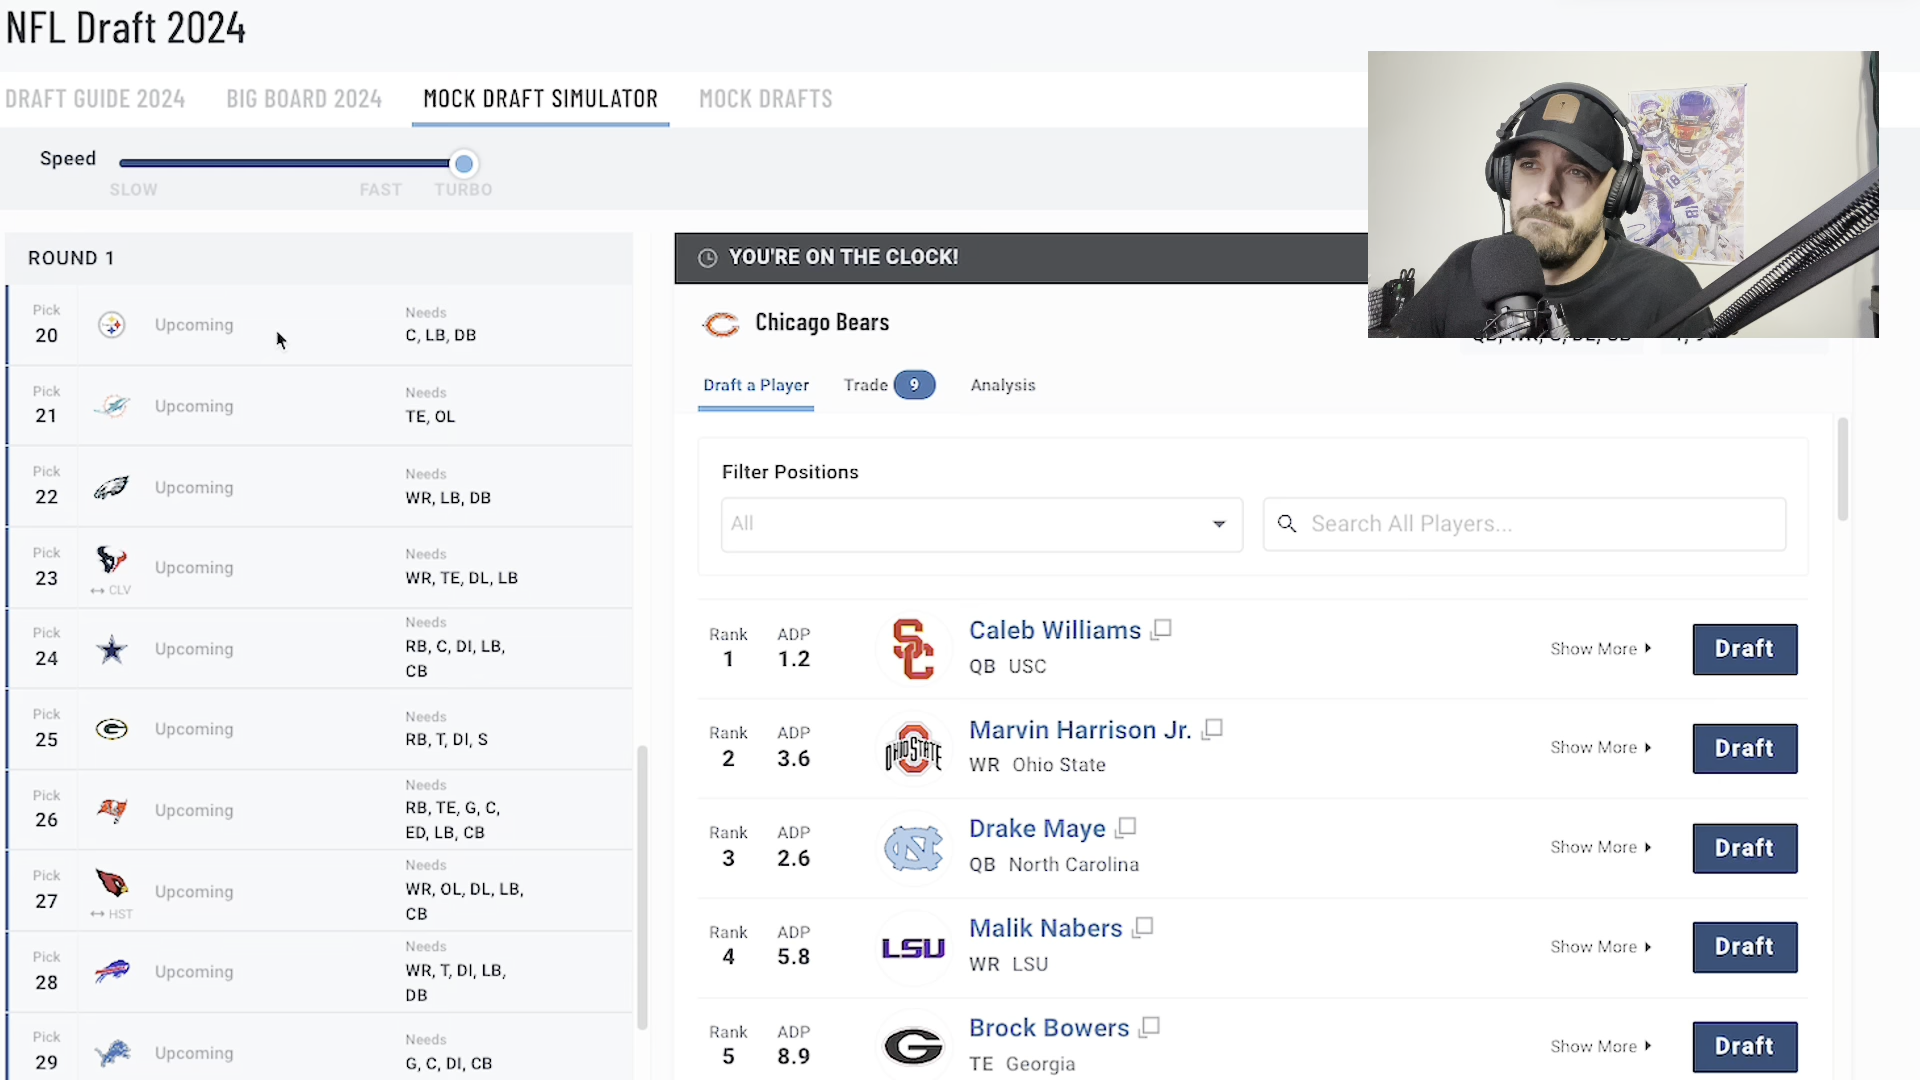 NFL Draft 2024
DRAFT GUIDE 2024 BIG BOARD 2024 MOCK DRAFT SIMULATOR MOCK DRAFTS
Speed
SLOW FAST TURBO
ROUND 1
Pick 20 Upcoming Needs C, LB, DB
Pick 21 Upcoming Needs TE, OL
Pick 22 Upcoming Needs WR, LB, DB
Pick 23 ↔ CLV Upcoming Needs WR, TE, DL, LB
Pick 24 Upcoming Needs RB, C, DI, LB,
CB
Pick 25 Upcoming Needs RB, T, DI, S
Pick 26 Upcoming Needs RB, TE, G, C,
ED, LB, CB
Pick 27 ↔ HST Upcoming Needs WR, OL, DL, LB,
CB
Pick 28 Upcoming Needs WR, T, DI, LB,
DB
Pick 29 Upcoming Needs G, C, DI, CB
YOU'RE ON THE CLOCK!
Chicago Bears
Draft a Player Trade 9 Analysis
Filter Positions
All Search All Players...
Rank 1 ADP 1.2 SC Caleb Williams QB USC Show More Draft
Rank 2 ADP 3.6 OHIO STATE Marvin Harrison Jr. WR Ohio State Show More Draft
Rank 3 ADP 2.6 NC Drake Maye QB North Carolina Show More Draft
Rank 4 ADP 5.8 LSU Malik Nabers WR LSU Show More Draft
Rank 5 ADP 8.9 G Brock Bowers TE Georgia Show More Draft
18